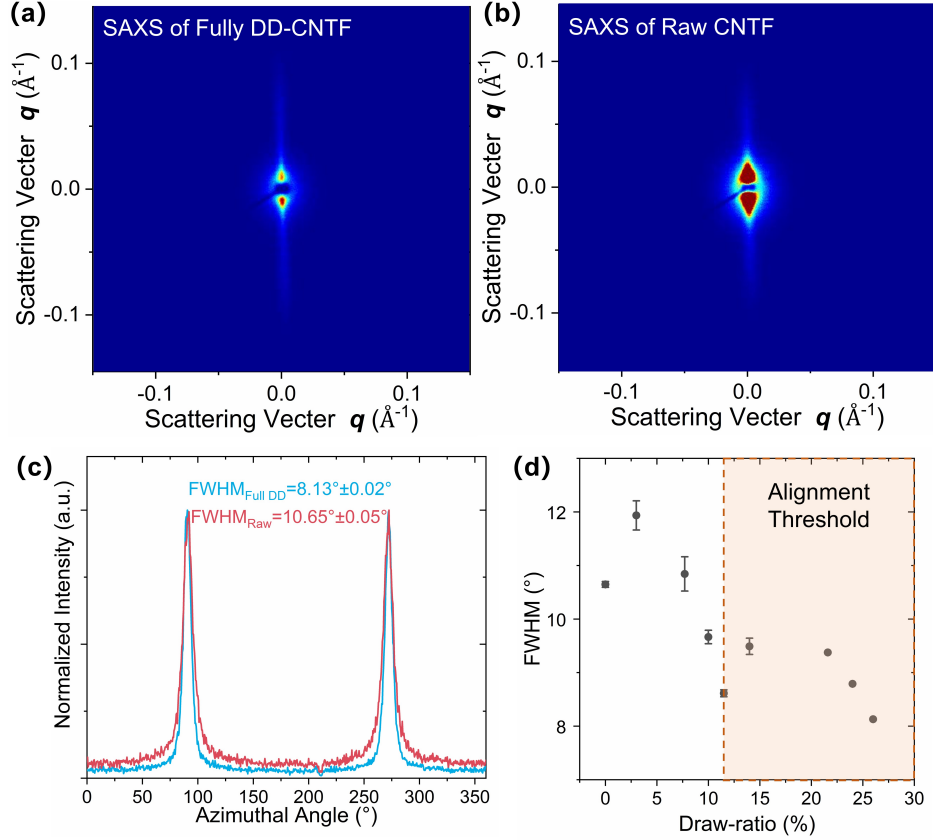 (a)
SAXS of Fully DD-CNTF
Scattering Vecter q (Å-1)
0.1
0.0
-0.1
-0.1
0.0
0.1
Scattering Vecter q (Å-1)
(b)
SAXS of Raw CNTF
Scattering Vecter q (Å-1)
0.1
0.0
-0.1
-0.1
0.0
0.1
Scattering Vecter q (Å-1)
(c)
FWHMFull DD=8.13°±0.02°
FWHMRaw=10.65°±0.05°
Normalized Intensity (a.u.)
0
50
100
150
200
250
300
350
Azimuthal Angle (°)
(d)
Alignment
Threshold
FWHM (°)
12
10
8
0
5
10
15
20
25
30
Draw-ratio (%)